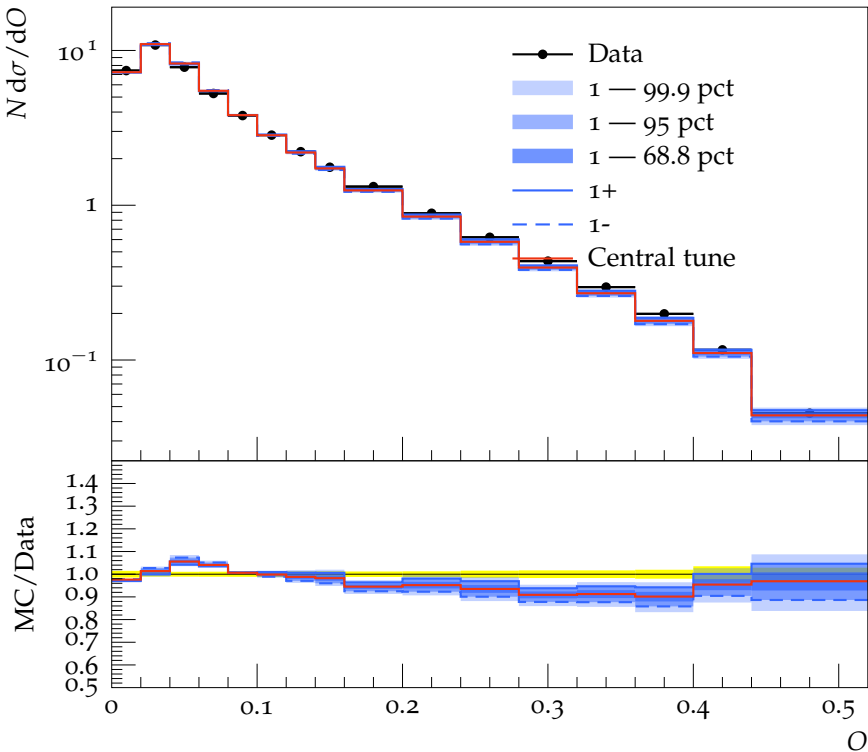 N dσ/dO
10¹
1
10⁻¹
Data
1 — 99.9 pct
1 — 95 pct
1 — 68.8 pct
1+
1-
Central tune
MC/Data
1.4
1.3
1.2
1.1
1.0
0.9
0.8
0.7
0.6
0.5
0 0.1 0.2 0.3 0.4 0.5
O